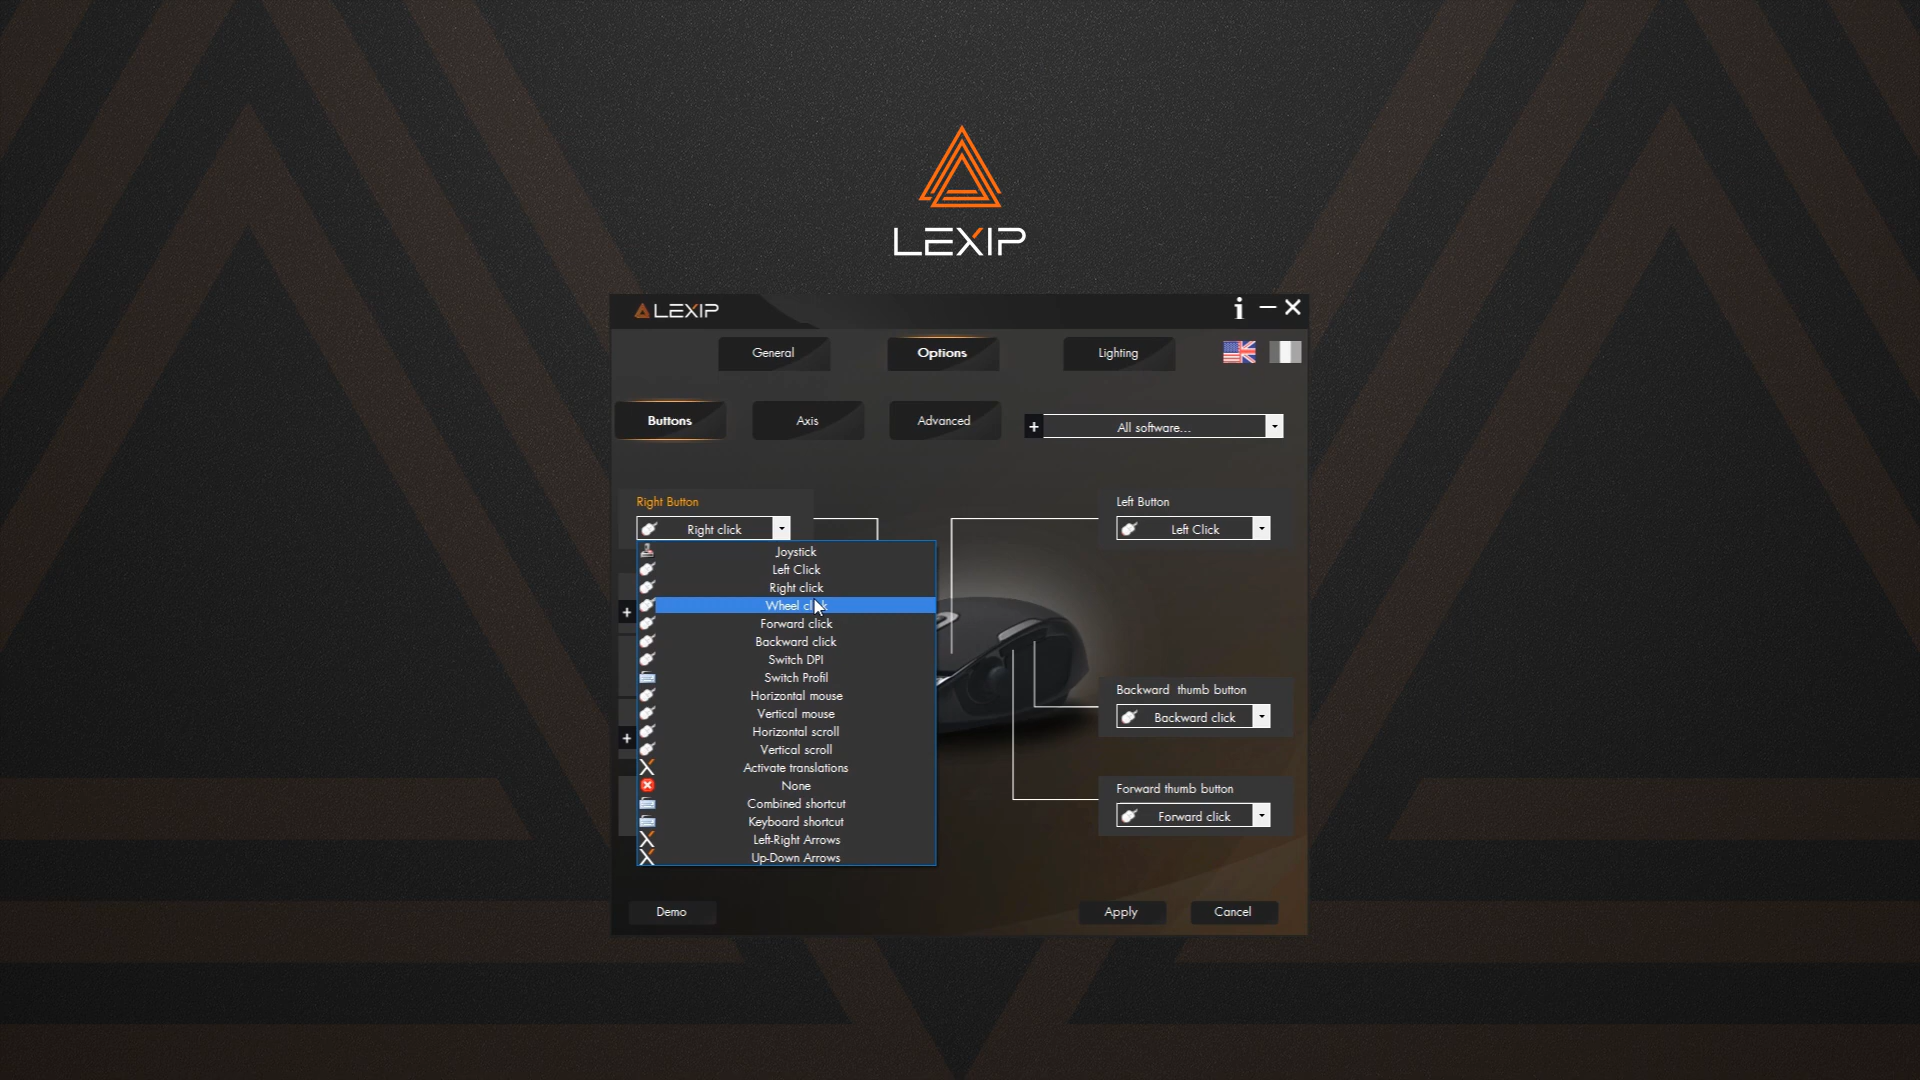 LEXIP
LEXIP
i
General
Options
Lighting
Buttons
Axis
Advanced
+
All software...
Right Button
Right click
Left Button
Left Click
Joystick
Left Click
Right click
Wheel click
Forward click
Backward click
Switch DPI
Switch Profil
Horizontal mouse
Vertical mouse
Horizontal scroll
Vertical scroll
Activate translations
None
Combined shortcut
Keyboard shortcut
Left-Right Arrows
Up-Down Arrows
+
+
Backward thumb button
Backward click
Forward thumb button
Forward click
Demo
Apply
Cancel